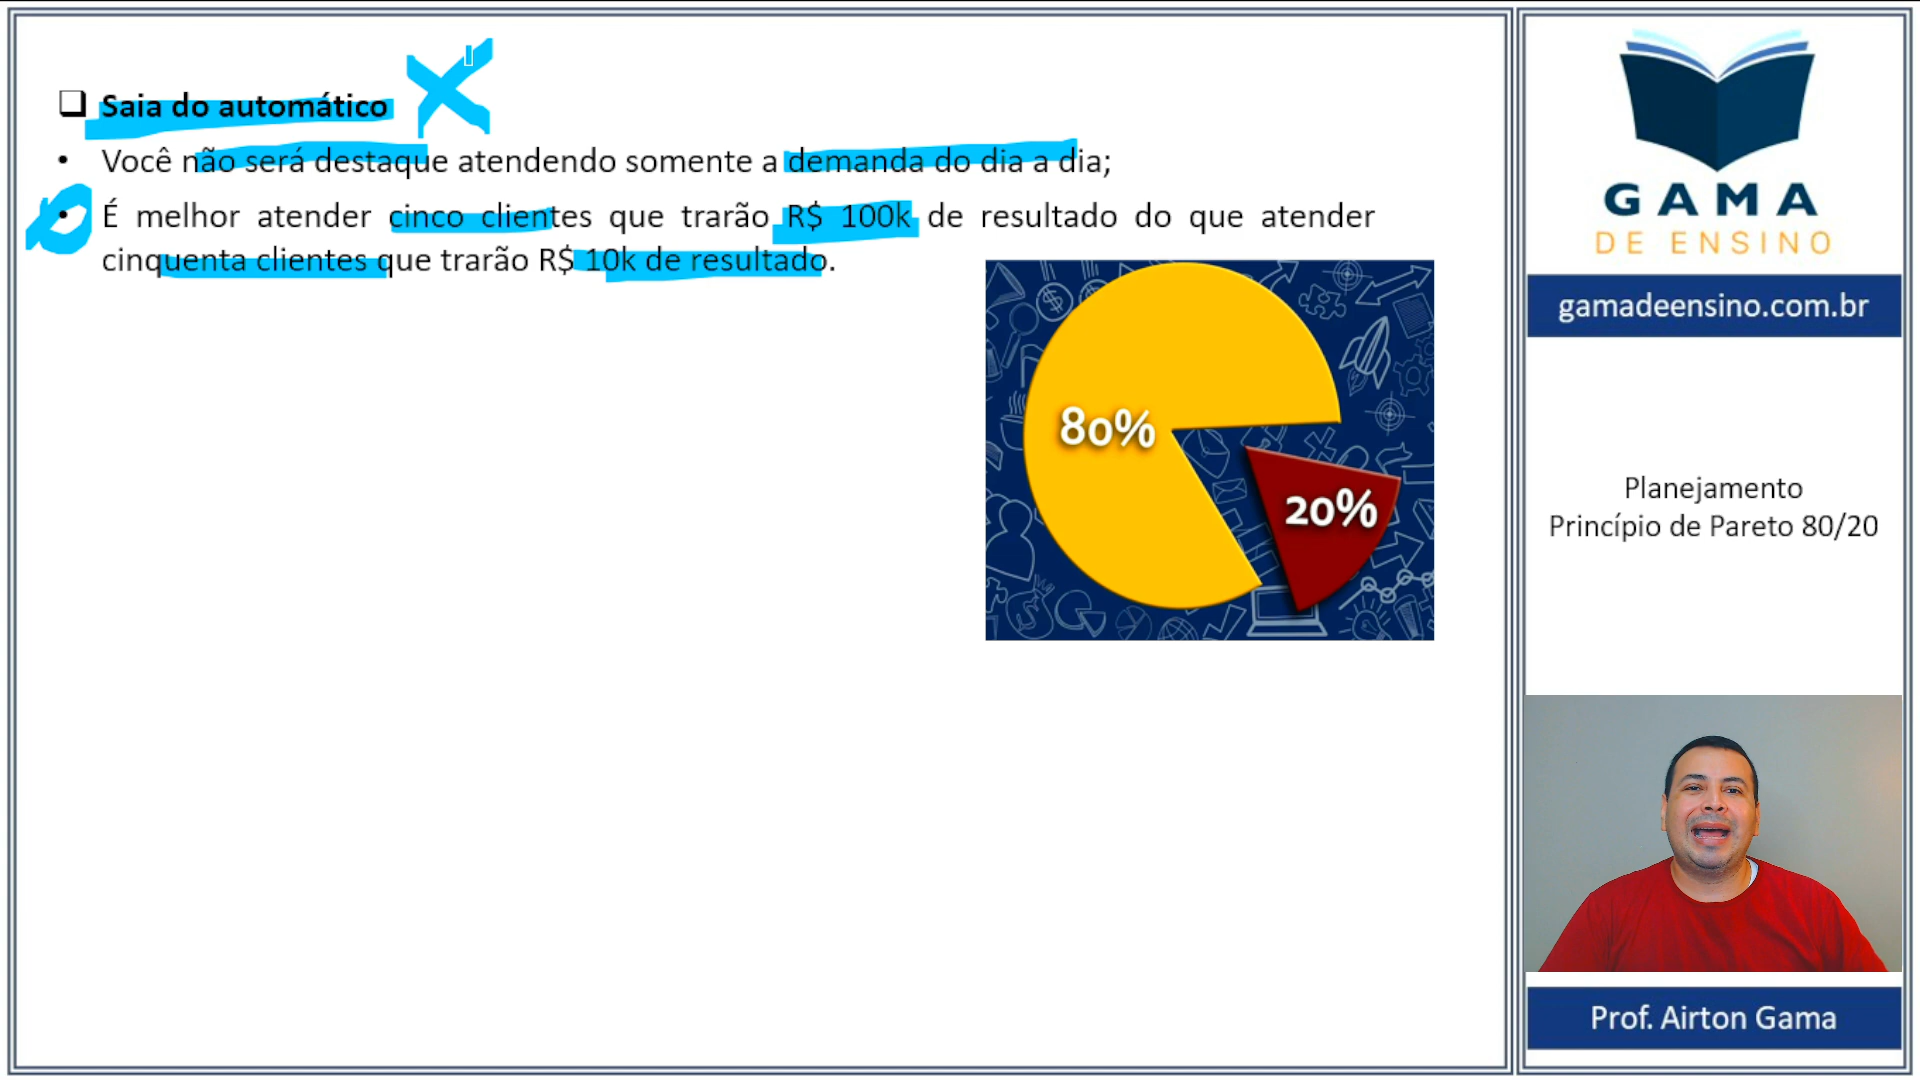 Saia do automático
• Você não será destaque atendendo somente a demanda do dia a dia;
• É melhor atender cinco clientes que trarão R$ 100k de resultado do que atender
cinquenta clientes que trarão R$ 10k de resultado.
80%
20%
GAMA
DE ENSINO
gamadeensino.com.br
Planejamento
Princípio de Pareto 80/20
Prof. Airton Gama